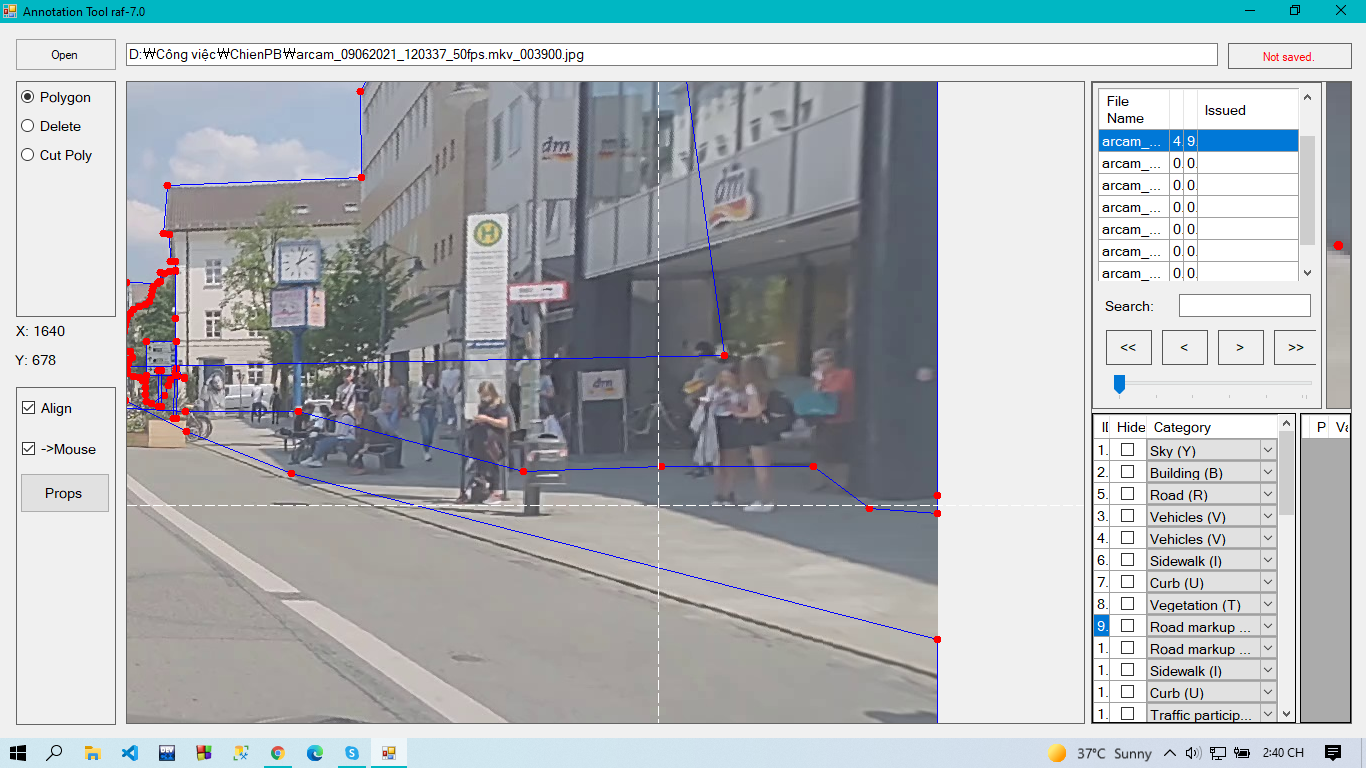 Annotation Tool raf-7.0
Open
D:₩Công việc₩ChienPB₩arcam_09062021_120337_50fps.mkv_003900.jpg
Not saved.
Polygon
Delete
Cut Poly
X: 1640
Y: 678
Align
->Mouse
Props
dm
dm
H
dm
File Name
Issued
arcam_... 4 9
arcam_... 0 0
arcam_... 0 0
arcam_... 0 0
arcam_... 0 0
arcam_... 0 0
arcam_... 0 0
Search:
<<
<
>
>>
Hide Category
1. Sky (Y)
2. Building (B)
5. Road (R)
3. Vehicles (V)
4. Vehicles (V)
6. Sidewalk (I)
7. Curb (U)
8. Vegetation (T)
9. Road markup ...
1. Road markup ...
1. Sidewalk (I)
1. Curb (U)
1. Traffic particip...
P
37°C Sunny
2:40 CH